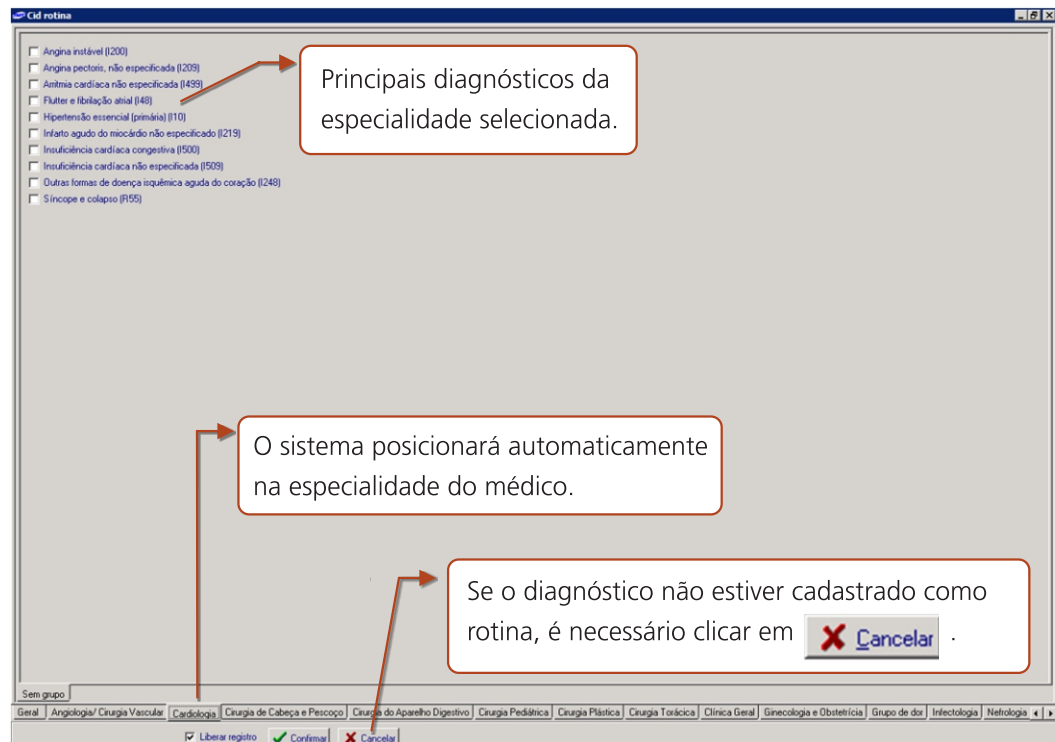 Cid rotina
Angina instável (I200)
Angina pectoris, não especificada (I209)
Arritmia cardíaca não especificada (I499)
Flutter e fibrilação atrial (I48)
Hipertensão essencial (primária) (I10)
Infarto agudo do miocárdio não especificado (I219)
Insuficiência cardíaca congestiva (I500)
Insuficiência cardíaca não especificada (I509)
Outras formas de doença isquêmica aguda do coração (I248)
Síncope e colapso (R55)
Principais diagnósticos da
especialidade selecionada.
O sistema posicionará automaticamente
na especialidade do médico.
Se o diagnóstico não estiver cadastrado como
rotina, é necessário clicar em Cancelar .
Sem grupo
Geral Angiologia/ Cirurgia Vascular Cardiologia Cirurgia de Cabeça e Pescoço Cirurgia do Aparelho Digestivo Cirurgia Pediátrica Cirurgia Plástica Cirurgia Torácica Clínica Geral Ginecologia e Obstetrícia Grupo de dor Infectologia Nefrologia
Liberar registro Confirmar Cancelar